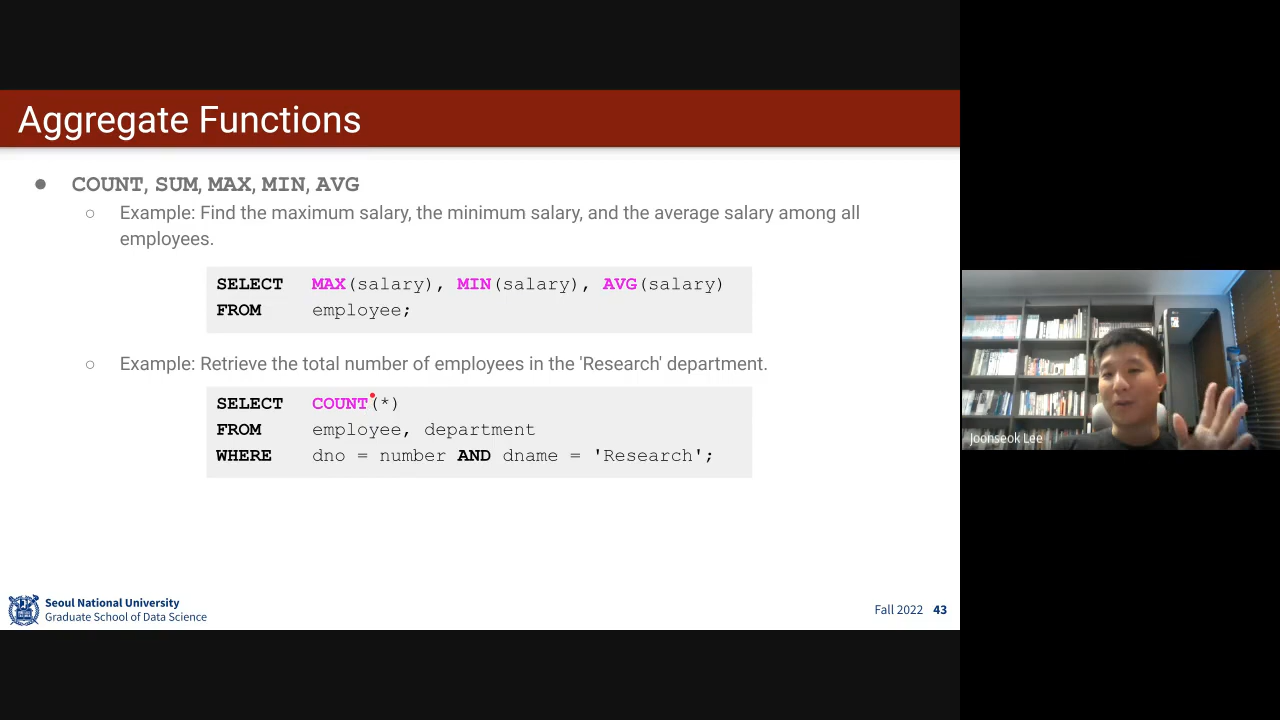 Aggregate Functions
● COUNT, SUM, MAX, MIN, AVG
○ Example: Find the maximum salary, the minimum salary, and the average salary among all
employees.
SELECT MAX(salary), MIN(salary), AVG(salary)
FROM employee;
○ Example: Retrieve the total number of employees in the 'Research' department.
SELECT COUNT(*)
FROM employee, department
WHERE dno = number AND dname = 'Research';
Seoul National University
Graduate School of Data Science
Fall 2022 43
Joonseok Lee